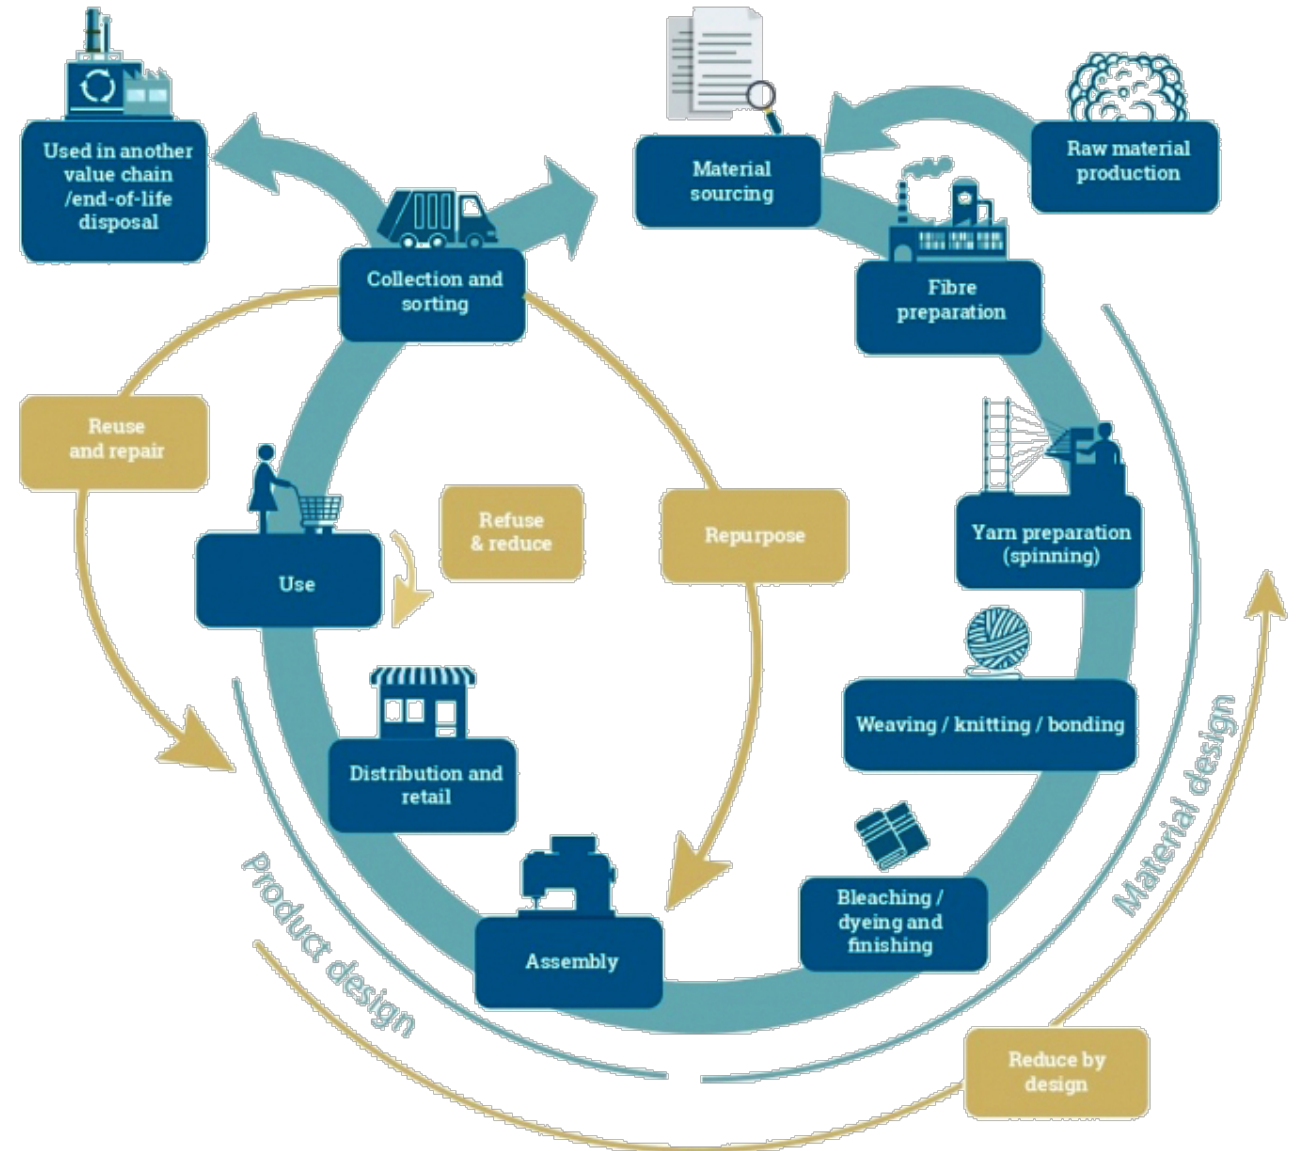 Used in another
value chain
/end-of-life
disposal
Material
sourcing
Raw material
production
Collection and
sorting
Fibre
preparation
Reuse
and repair
Refuse
& reduce
Repurpose
Yarn preparation
(spinning)
Use
Weaving / knitting / bonding
Distribution and
retail
Bleaching /
dyeing and
finishing
Assembly
Product design
Material design
Reduce by
design